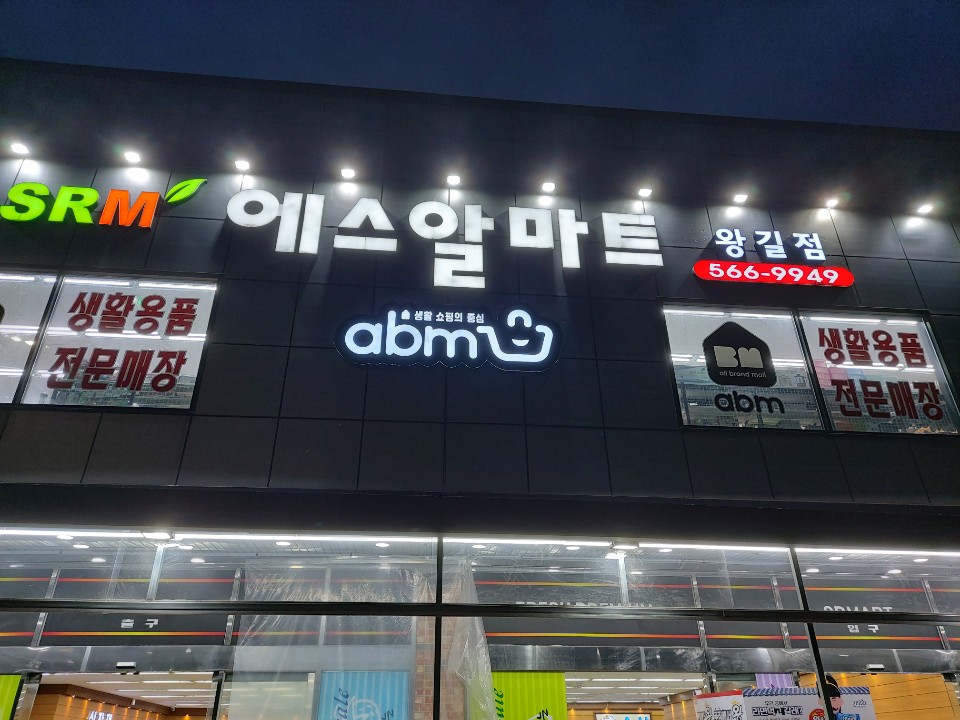 SRM 에스알마트 왕길점
566-9949
생활 쇼핑의 중심
abm
생활용품
전문매장
BM
all brand mall
abm
생활용품
전문매장
출구
입구